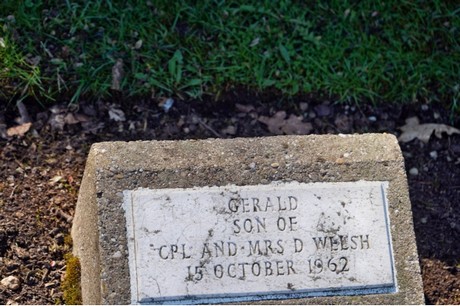 GERALD
SON OF
CPL AND MRS D WELSH
15 OCTOBER 1962